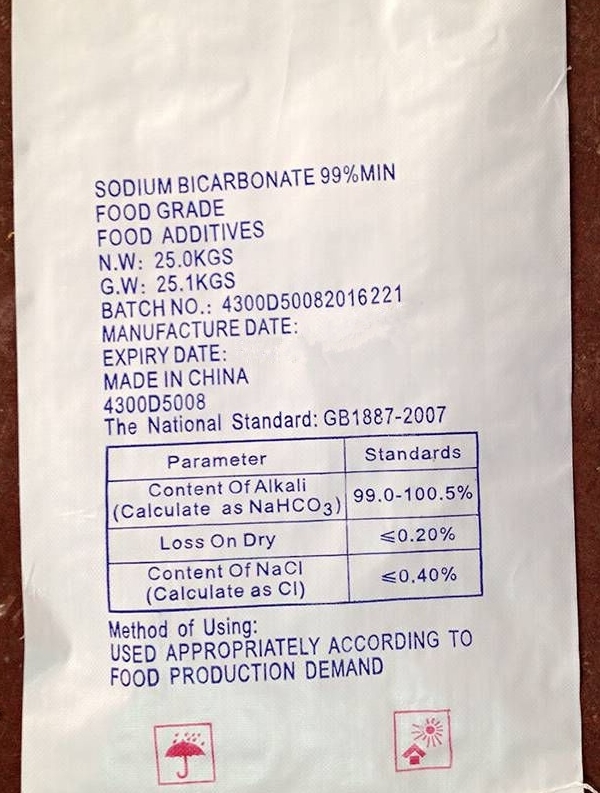 SODIUM BICARBONATE 99%MIN
FOOD GRADE
FOOD ADDITIVES
N.W: 25.0KGS
G.W: 25.1KGS
BATCH NO.: 4300D50082016221
MANUFACTURE DATE:
EXPIRY DATE:
MADE IN CHINA
4300D5008
The National Standard: GB1887-2007
Parameter Standards
Content Of Alkali
(Calculate as NaHCO3) 99.0-100.5%
Loss On Dry ≤0.20%
Content Of NaCl
(Calculate as Cl) ≤0.40%
Method of Using:
USED APPROPRIATELY ACCORDING TO
FOOD PRODUCTION DEMAND